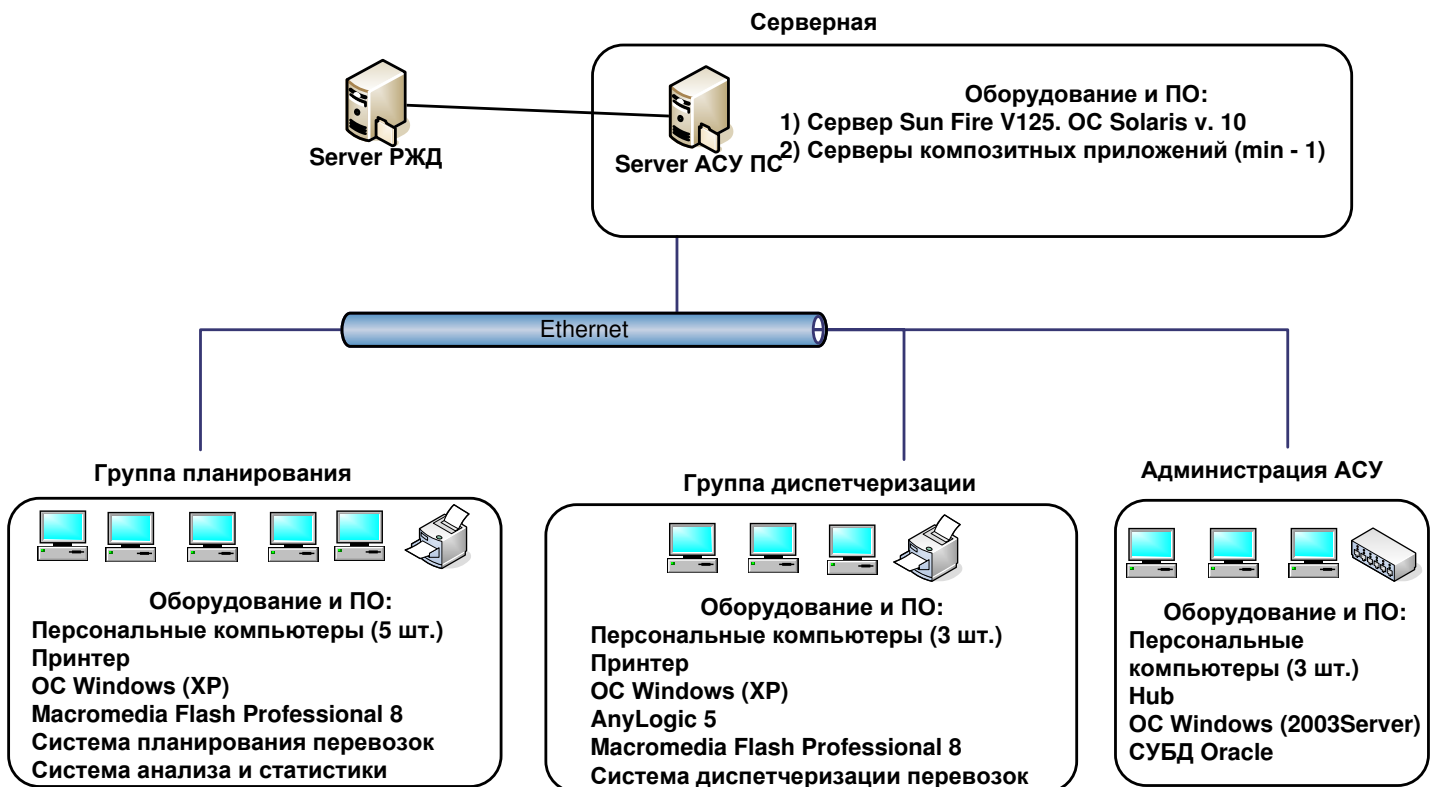 Серверная
Оборудование и ПО:
1) Сервер Sun Fire V125. ОС Solaris v. 10
2) Серверы композитных приложений (min - 1)
Server РЖД
Server АСУ ПС
Ethernet
Группа планирования
Оборудование и ПО:
Персональные компьютеры (5 шт.)
Принтер
ОС Windows (XP)
Macromedia Flash Professional 8
Система планирования перевозок
Система анализа и статистики
Группа диспетчеризации
Оборудование и ПО:
Персональные компьютеры (3 шт.)
Принтер
ОС Windows (XP)
AnyLogic 5
Macromedia Flash Professional 8
Система диспетчеризации перевозок
Администрация АСУ
Оборудование и ПО:
Персональные
компьютеры (3 шт.)
Hub
ОС Windows (2003Server)
СУБД Oracle